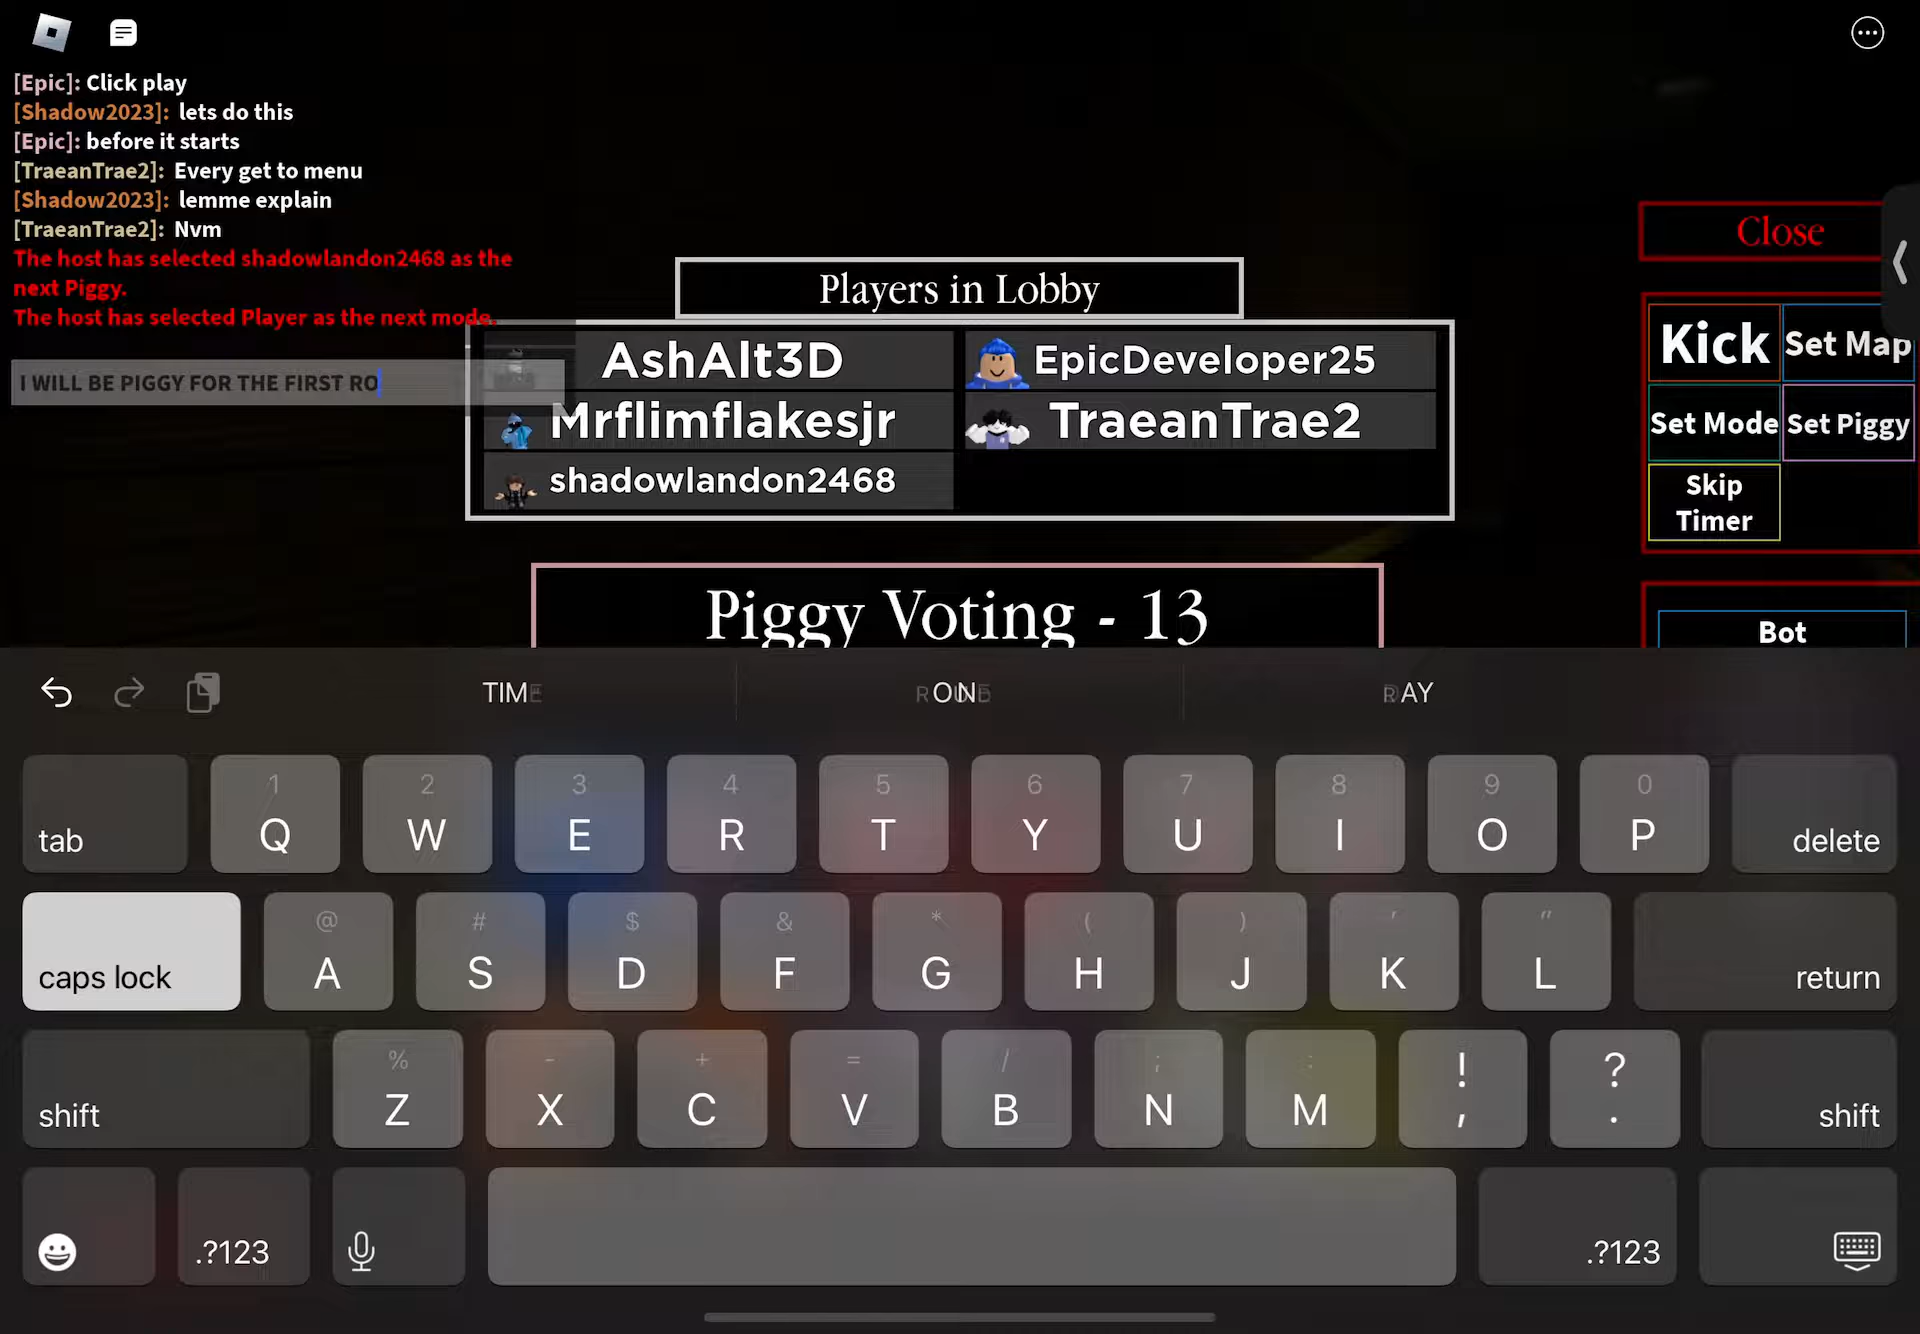 [Epic]: Click play
[Shadow2023]: lets do this
[Epic]: before it starts
[TraeanTrae2]: Every get to menu
[Shadow2023]: lemme explain
[TraeanTrae2]: Nvm
The host has selected shadowlandon2468 as the
next Piggy.
The host has selected Player as the next mode.
I WILL BE PIGGY FOR THE FIRST RO
Players in Lobby
AshAlt3D
EpicDeveloper25
Mrflimflakesjr
TraeanTrae2
shadowlandon2468
Piggy Voting - 13
Close
Kick
Set Map
Set Mode
Set Piggy
Skip
Timer
Bot
1 2 3 4 5 6 7 8 9 0
tab Q W E R T Y U I O P delete
@ # $ & * ( ) ' "
caps lock A S D F G H J K L return
% - + = / ; : ! ?
shift Z X C V B N M , . shift
.?123 .?123